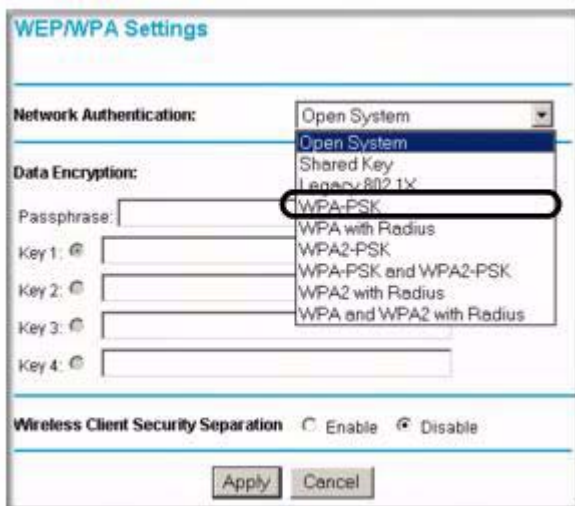 WEP/WPA Settings
Network Authentication: Open System
Open System
Shared Key
Legacy 802.1X
WPA-PSK
WPA with Radius
WPA2-PSK
WPA-PSK and WPA2-PSK
WPA2 with Radius
WPA and WPA2 with Radius
Data Encryption:
Passphrase:
Key 1:
Key 2:
Key 3:
Key 4:
Wireless Client Security Separation Enable Disable
Apply Cancel